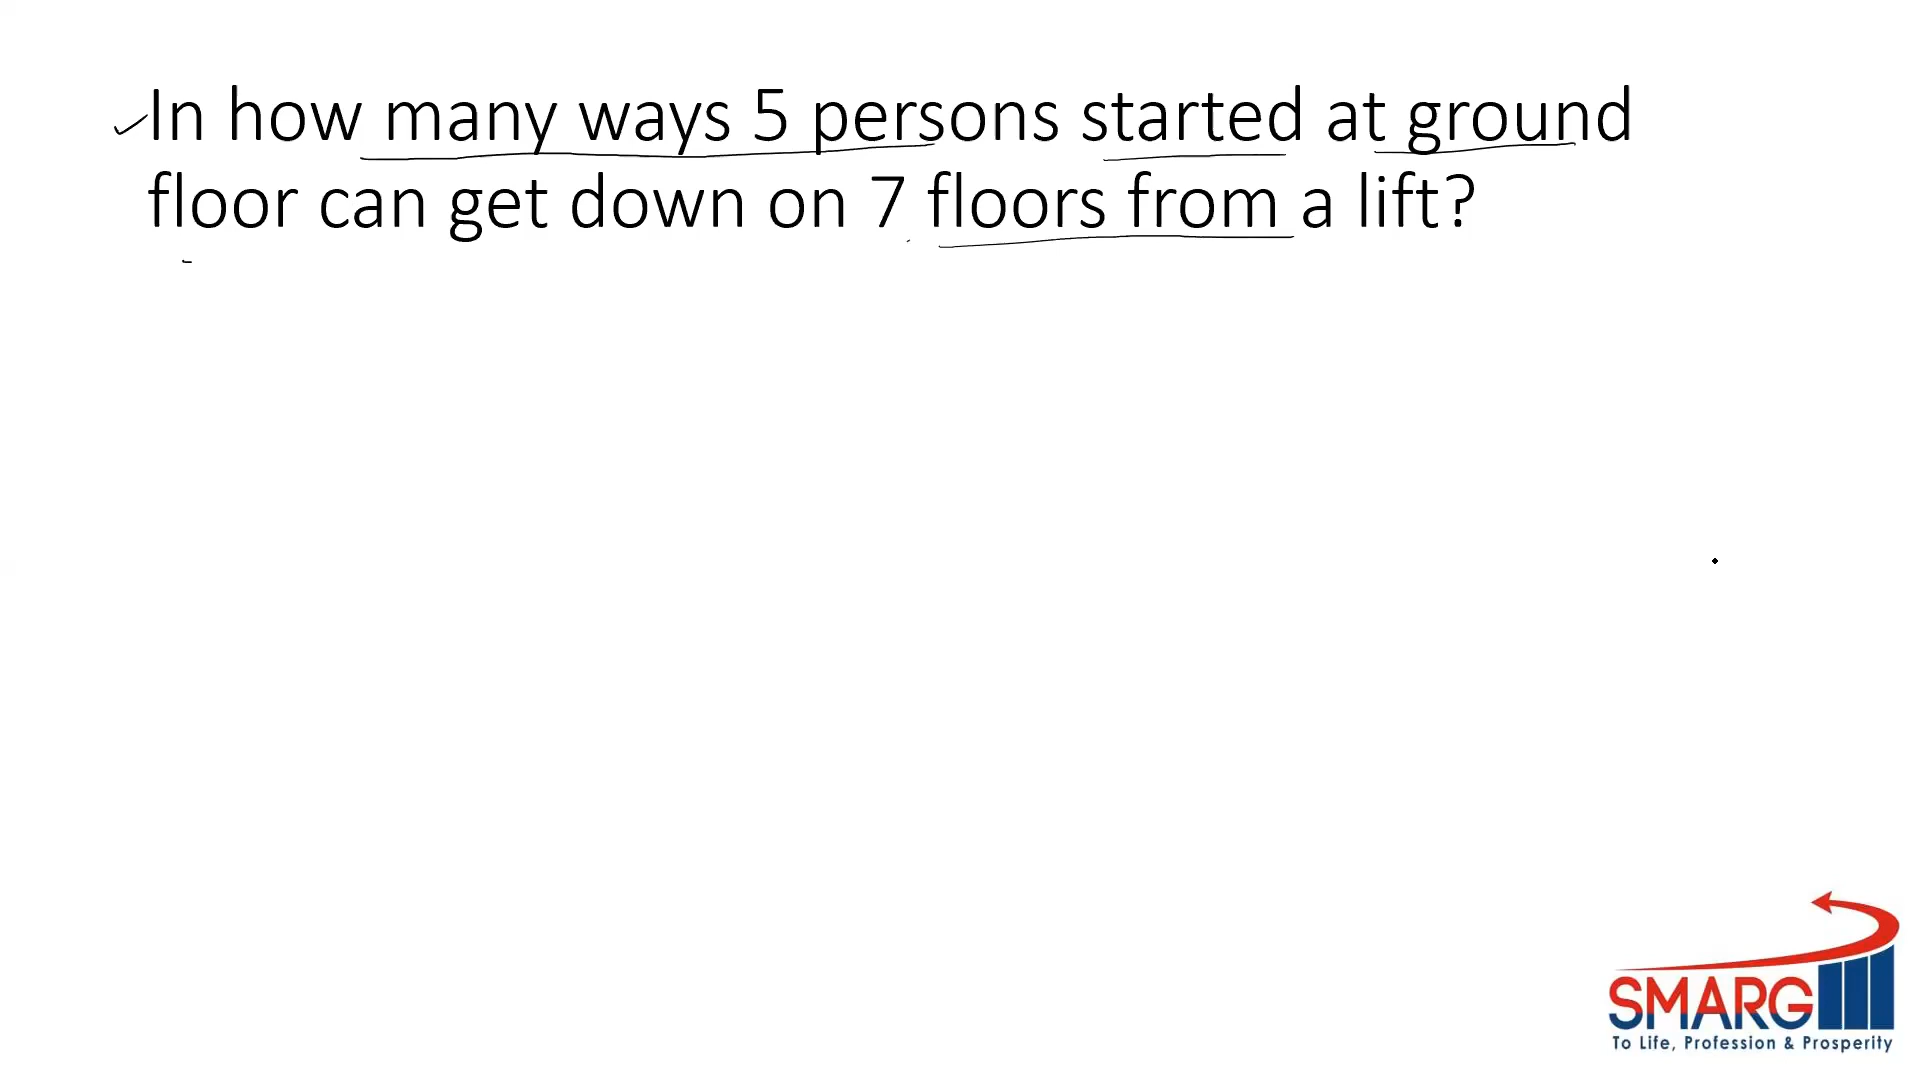 In how many ways 5 persons started at ground
floor can get down on 7 floors from a lift?
SMARG
To Life, Profession & Prosperity